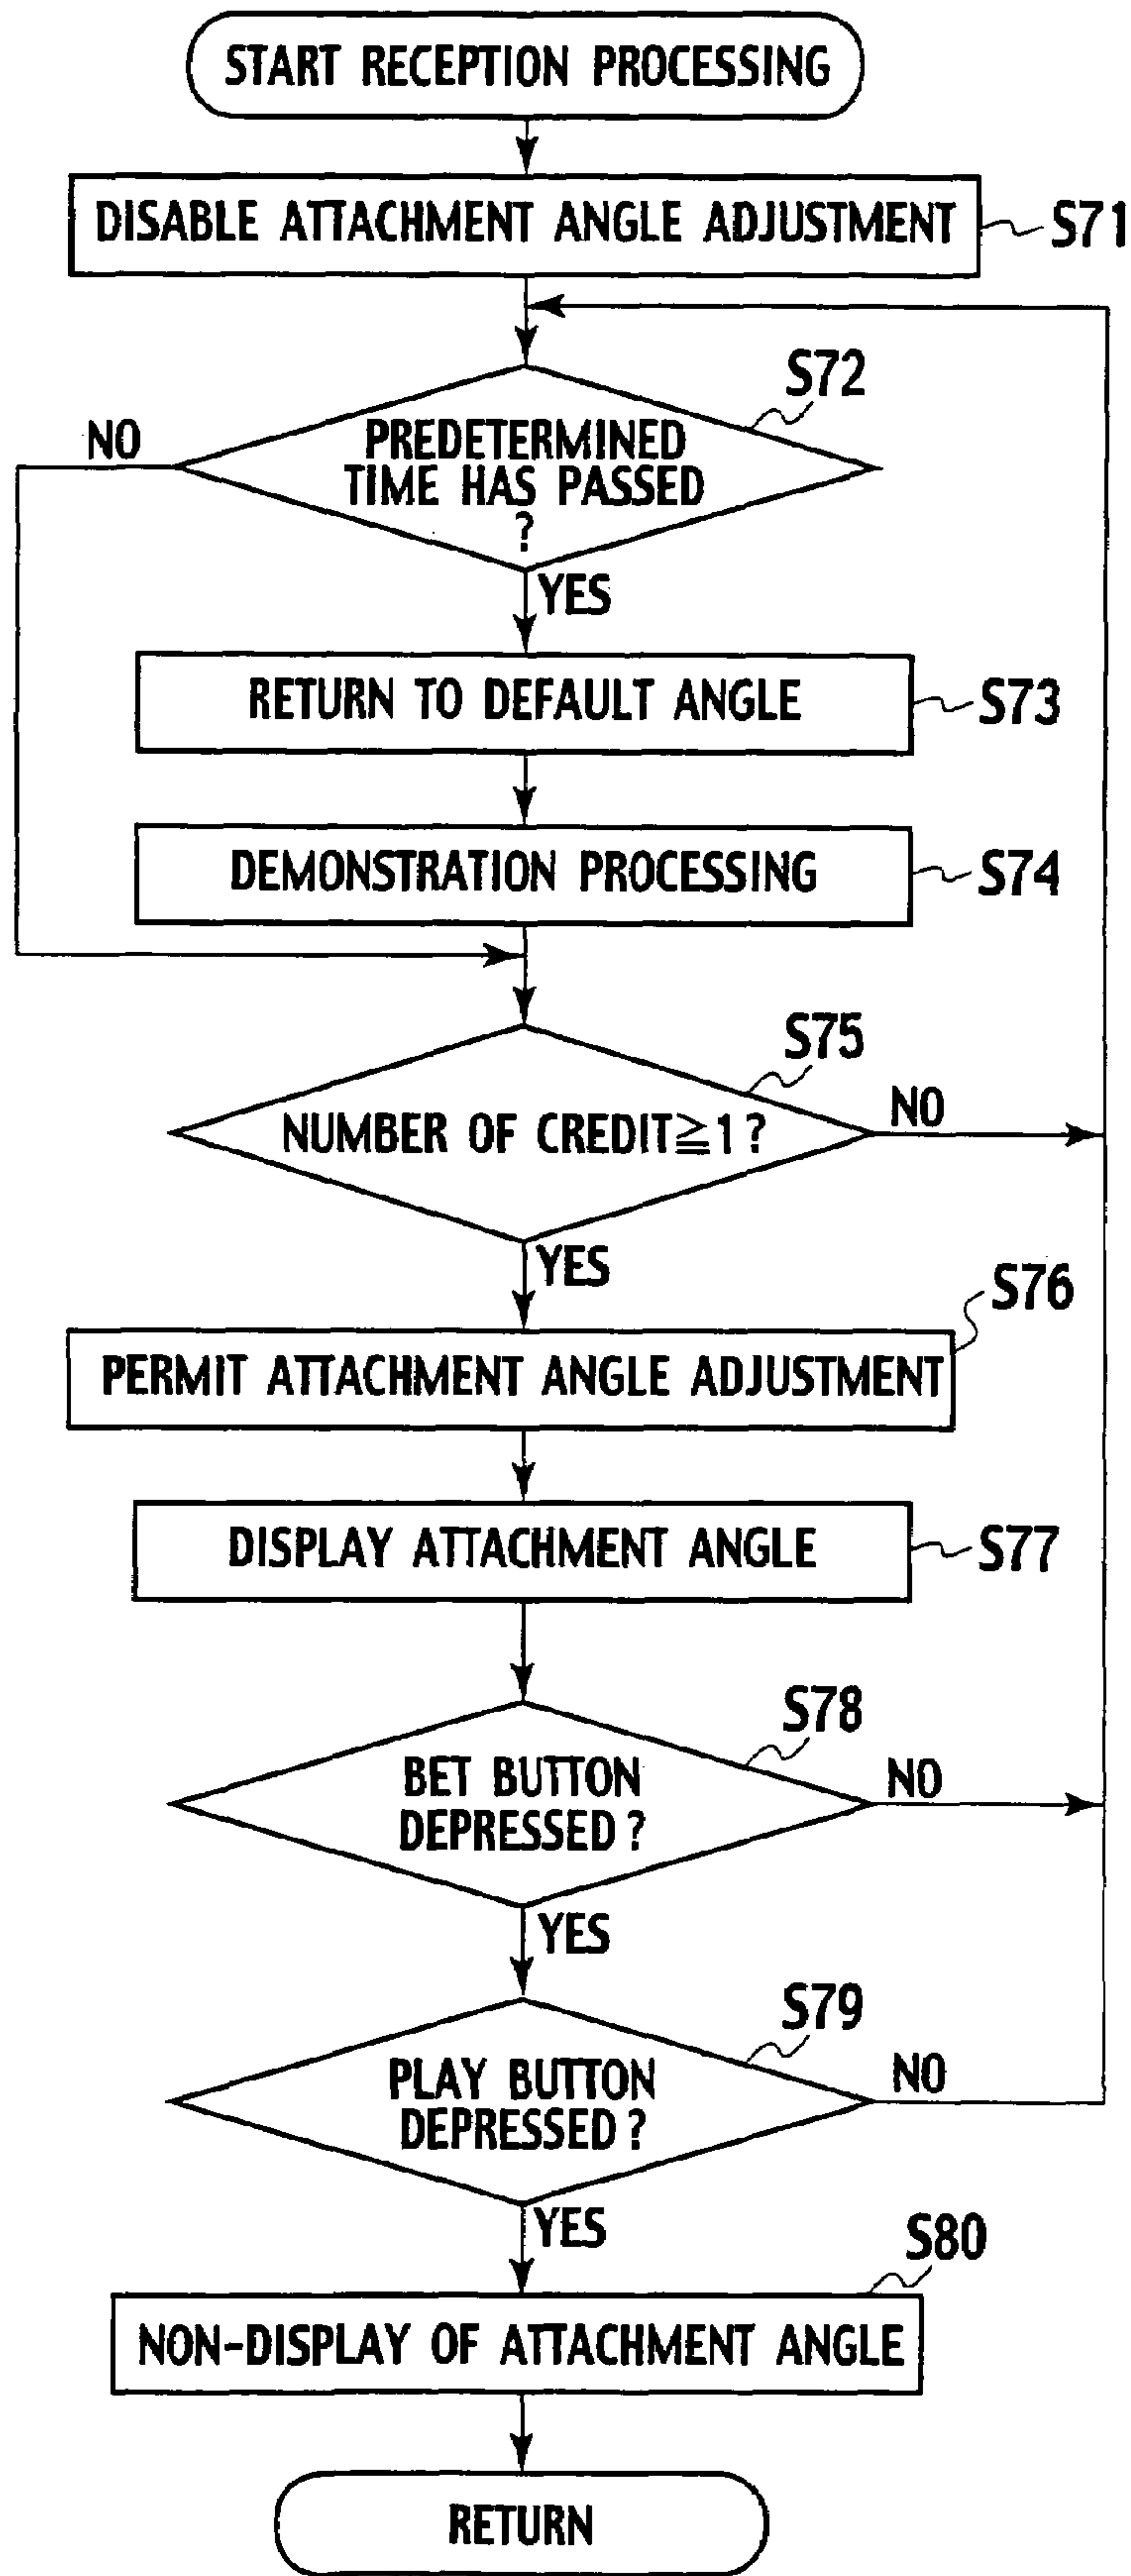 START RECEPTION PROCESSING
DISABLE ATTACHMENT ANGLE ADJUSTMENT
S71
S72
NO
PREDETERMINED
TIME HAS PASSED
?
YES
RETURN TO DEFAULT ANGLE
S73
DEMONSTRATION PROCESSING
S74
S75
NUMBER OF CREDIT≧1?
NO
YES
S76
PERMIT ATTACHMENT ANGLE ADJUSTMENT
DISPLAY ATTACHMENT ANGLE
S77
S78
BET BUTTON
DEPRESSED?
NO
YES
S79
PLAY BUTTON
DEPRESSED?
NO
YES
S80
NON-DISPLAY OF ATTACHMENT ANGLE
RETURN